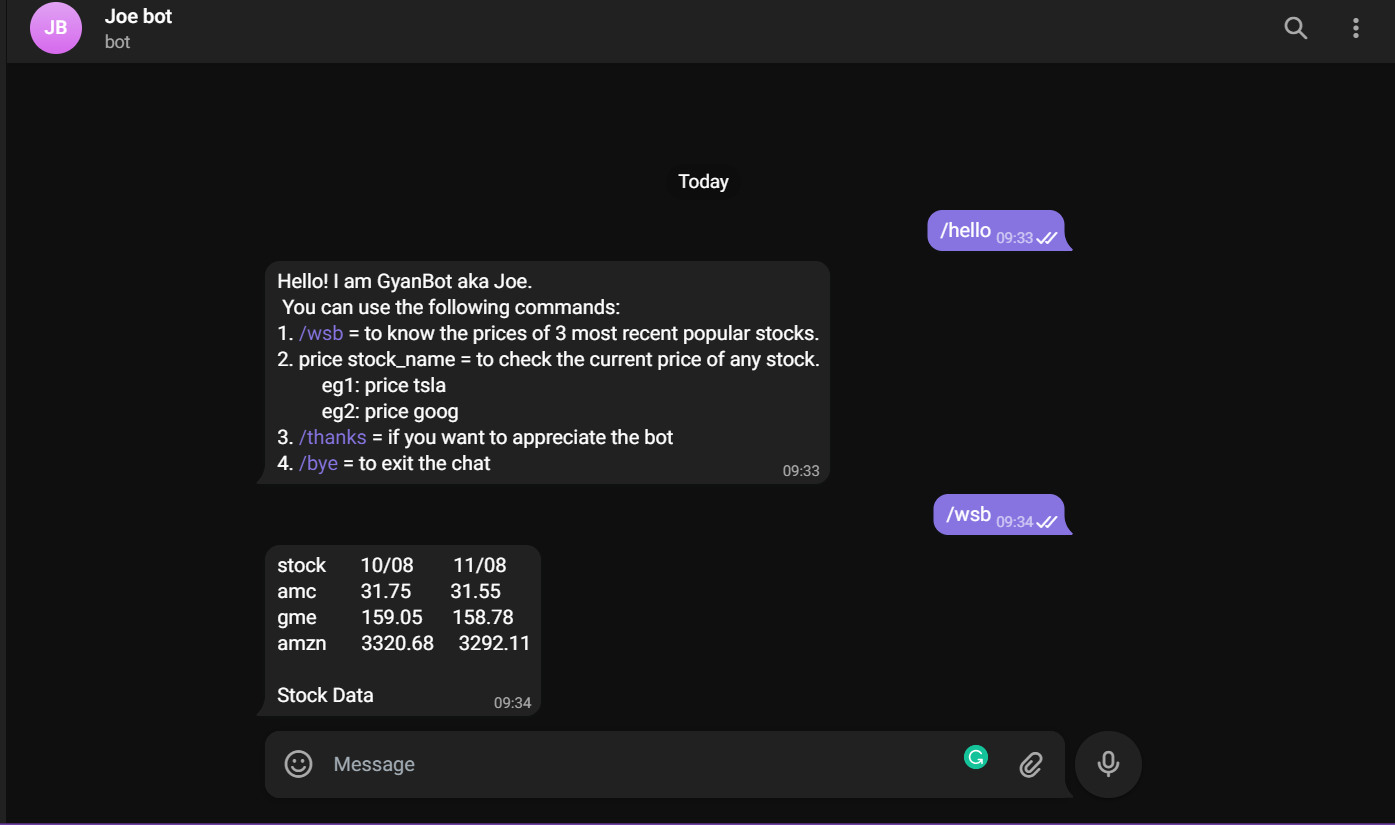 JB
Joe bot
bot
Today
/hello 09:33
Hello! I am GyanBot aka Joe.
You can use the following commands:
1. /wsb = to know the prices of 3 most recent popular stocks.
2. price stock_name = to check the current price of any stock.
eg1: price tsla
eg2: price goog
3. /thanks = if you want to appreciate the bot
4. /bye = to exit the chat
09:33
/wsb 09:34
stock 10/08 11/08
amc 31.75 31.55
gme 159.05 158.78
amzn 3320.68 3292.11
Stock Data 09:34
Message